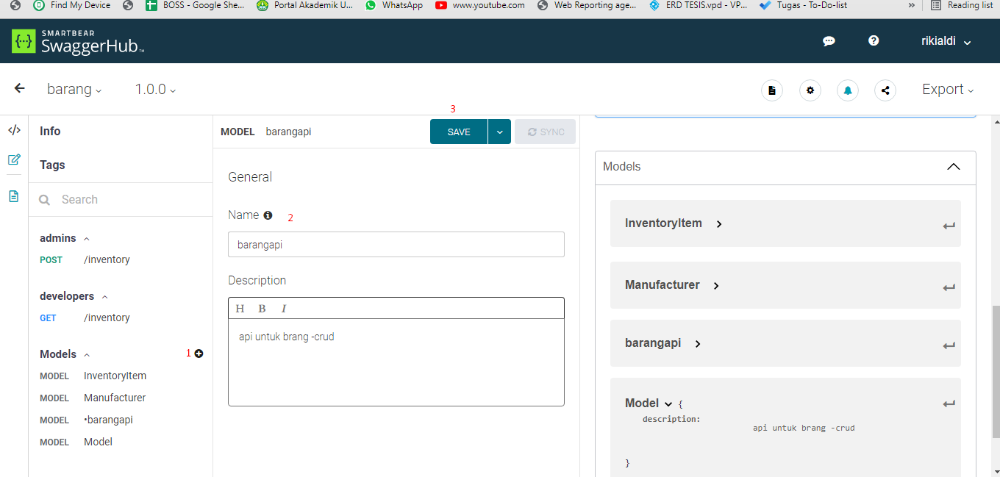 Find My Device
BOSS - Google She...
Portal Akademik U...
WhatsApp
www.youtube.com
Web Reporting age...
ERD TESIS.vpd - VP...
Tugas - To-Do-list
»
Reading list
{··}
SMARTBEAR
SwaggerHub™
rikialdi
barang
1.0.0
Export
</>
Info
Tags
Search
admins
POST /inventory
developers
GET /inventory
Models 1
MODEL InventoryItem
MODEL Manufacturer
MODEL •barangapi
MODEL Model
3
MODEL barangapi
SAVE
SYNC
General
Name 2
barangapi
Description
H B I
api untuk brang -crud
Models
InventoryItem
Manufacturer
barangapi
Model {
description:
api untuk brang -crud
}